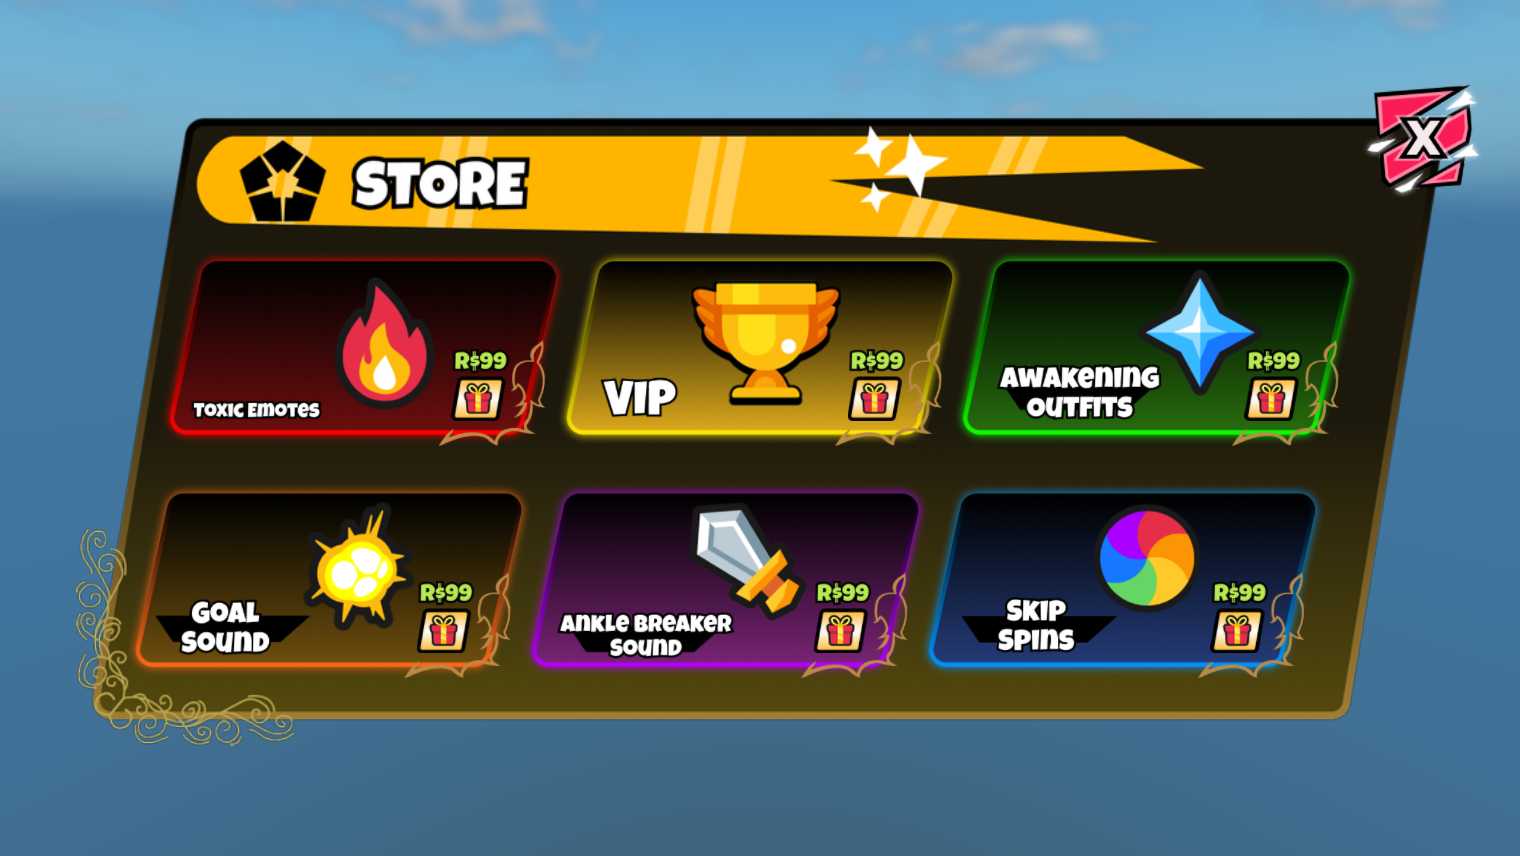 STORE
X
R$99
TOXIC EMOTES
R$99
VIP
R$99
AWAKENING
OUTFITS
R$99
GOAL
SOUND
R$99
ANKLE BREAKER
SOUND
R$99
SKIP
SPINS